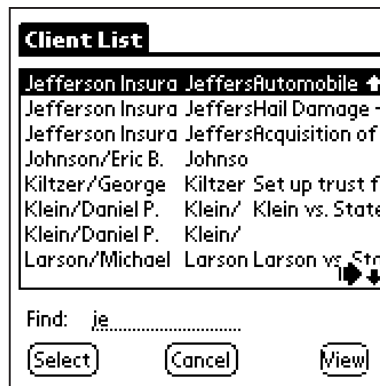 Client List
Jefferson Insura JeffersAutomobile
Jefferson Insura JeffersHail Damage -
Jefferson Insura JeffersAcquisition of
Johnson/Eric B. Johnso
Kiltzer/George Kiltzer Set up trust f
Klein/Daniel P. Klein/ Klein vs. State
Klein/Daniel P. Klein/
Larson/Michael Larson Larson vs. Sta
Find: je
Select Cancel View